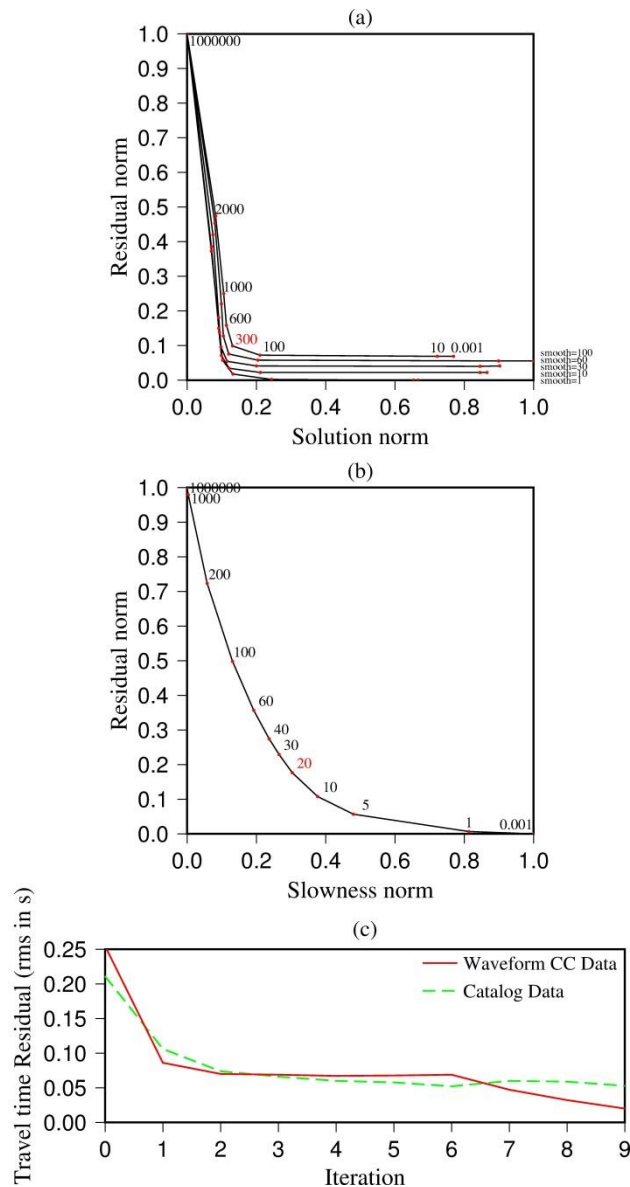 (a)
1.0
0.9
0.8
0.7
0.6
0.5
0.4
0.3
0.2
0.1
0.0
Residual norm
1000000
2000
1000
600
300
100
10 0.001
smooth=100
smooth=60
smooth=30
smooth=10
smooth=1
0.0 0.2 0.4 0.6 0.8 1.0
Solution norm
(b)
1.0
0.9
0.8
0.7
0.6
0.5
0.4
0.3
0.2
0.1
0.0
Residual norm
1000000
1000
200
100
60
40
30
20
10
5
1 0.001
0.0 0.2 0.4 0.6 0.8 1.0
Slowness norm
(c)
0.25
0.20
0.15
0.10
0.05
0.00
Travel time Residual (rms in s)
Waveform CC Data
Catalog Data
0 1 2 3 4 5 6 7 8 9
Iteration